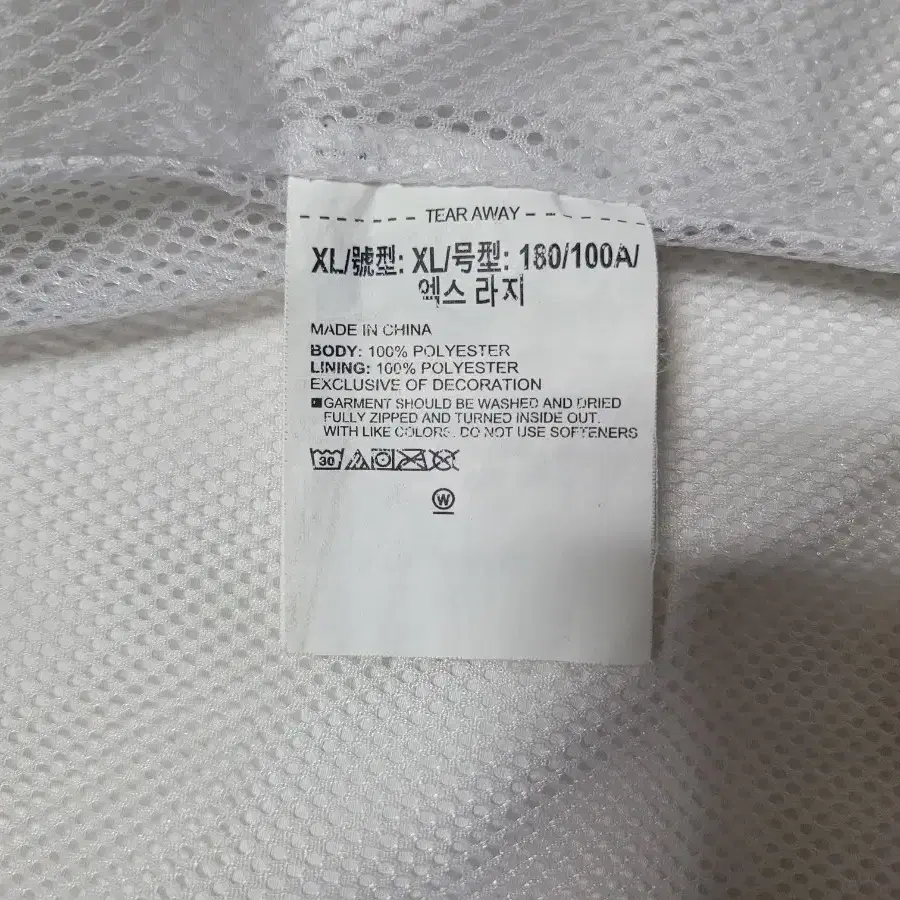 TEAR AWAY
XL/號型: XL/号型: 180/100A/
엑스 라지
MADE IN CHINA
BODY: 100% POLYESTER
LINING: 100% POLYESTER
EXCLUSIVE OF DECORATION
GARMENT SHOULD BE WASHED AND DRIED
FULLY ZIPPED AND TURNED INSIDE OUT.
WITH LIKE COLORS. DO NOT USE SOFTENERS
30
W